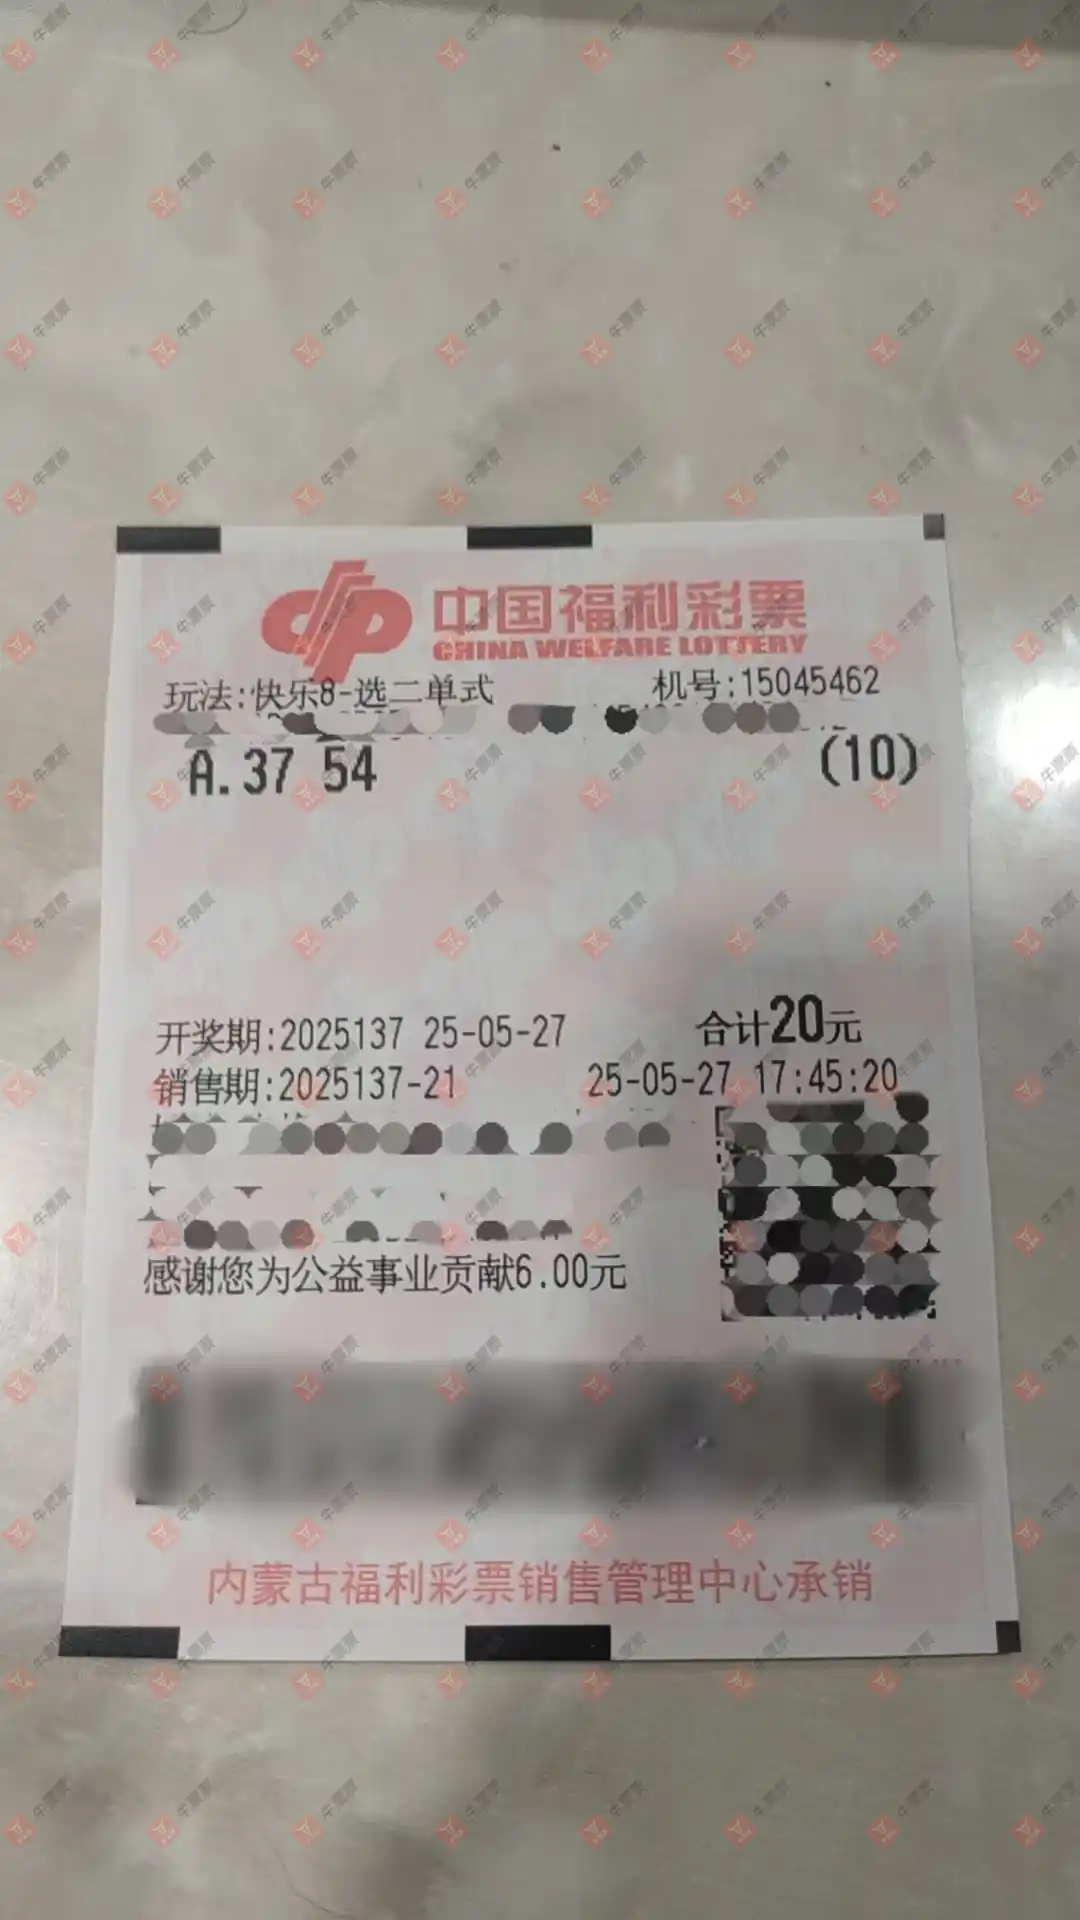 中国福利彩票
CHINA WELFARE LOTTERY
玩法:快乐8-选二单式 机号:15045462
A.37 54 (10)
开奖期:2025137 25-05-27 合计20元
销售期:2025137-21 25-05-27 17:45:20
感谢您为公益事业贡献6.00元
内蒙古福利彩票销售管理中心承销
牛票票